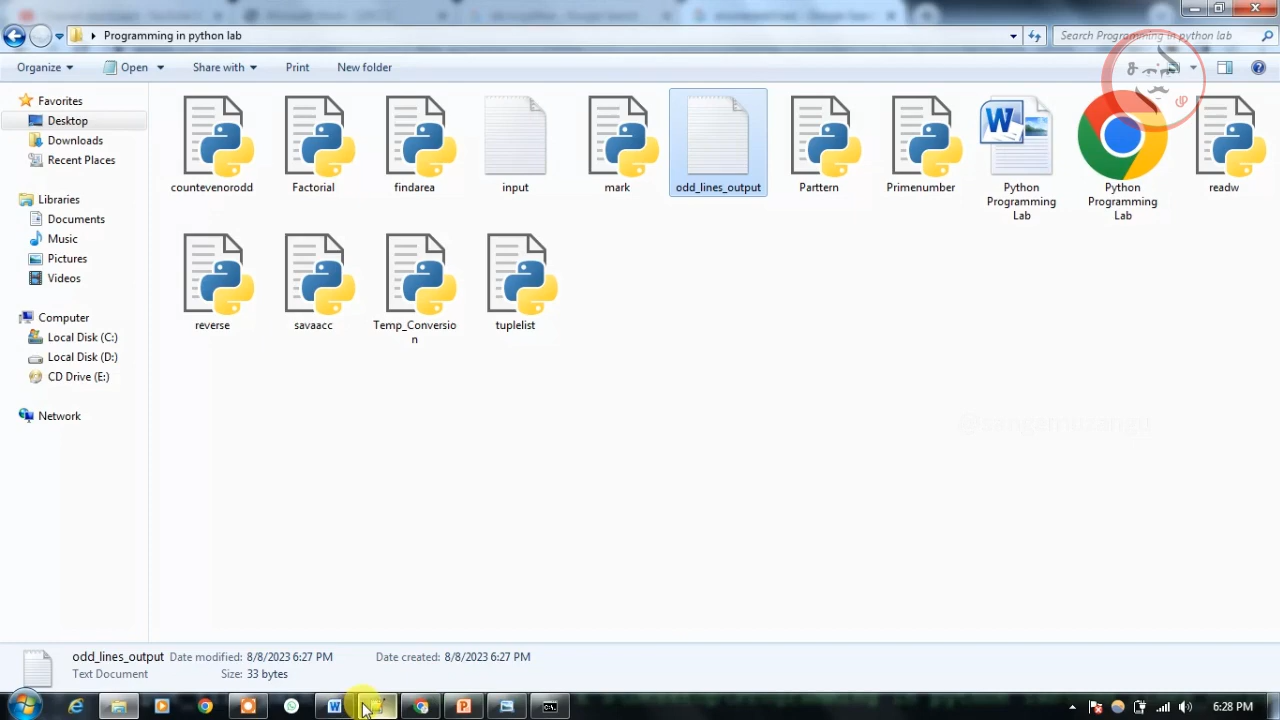 Programming in python lab
Search Programming in python lab
Organize
Open
Share with
Print
New folder
Favorites
Desktop
Downloads
Recent Places
Libraries
Documents
Music
Pictures
Videos
Computer
Local Disk (C:)
Local Disk (D:)
CD Drive (E:)
Network
countevenorodd
Factorial
findarea
input
mark
odd_lines_output
Parttern
Primenumber
Python
Programming
Lab
Python
Programming
Lab
readw
reverse
savaacc
Temp_Conversio
n
tuplelist
odd_lines_output
Date modified: 8/8/2023 6:27 PM
Date created: 8/8/2023 6:27 PM
Text Document
Size: 33 bytes
6:28 PM